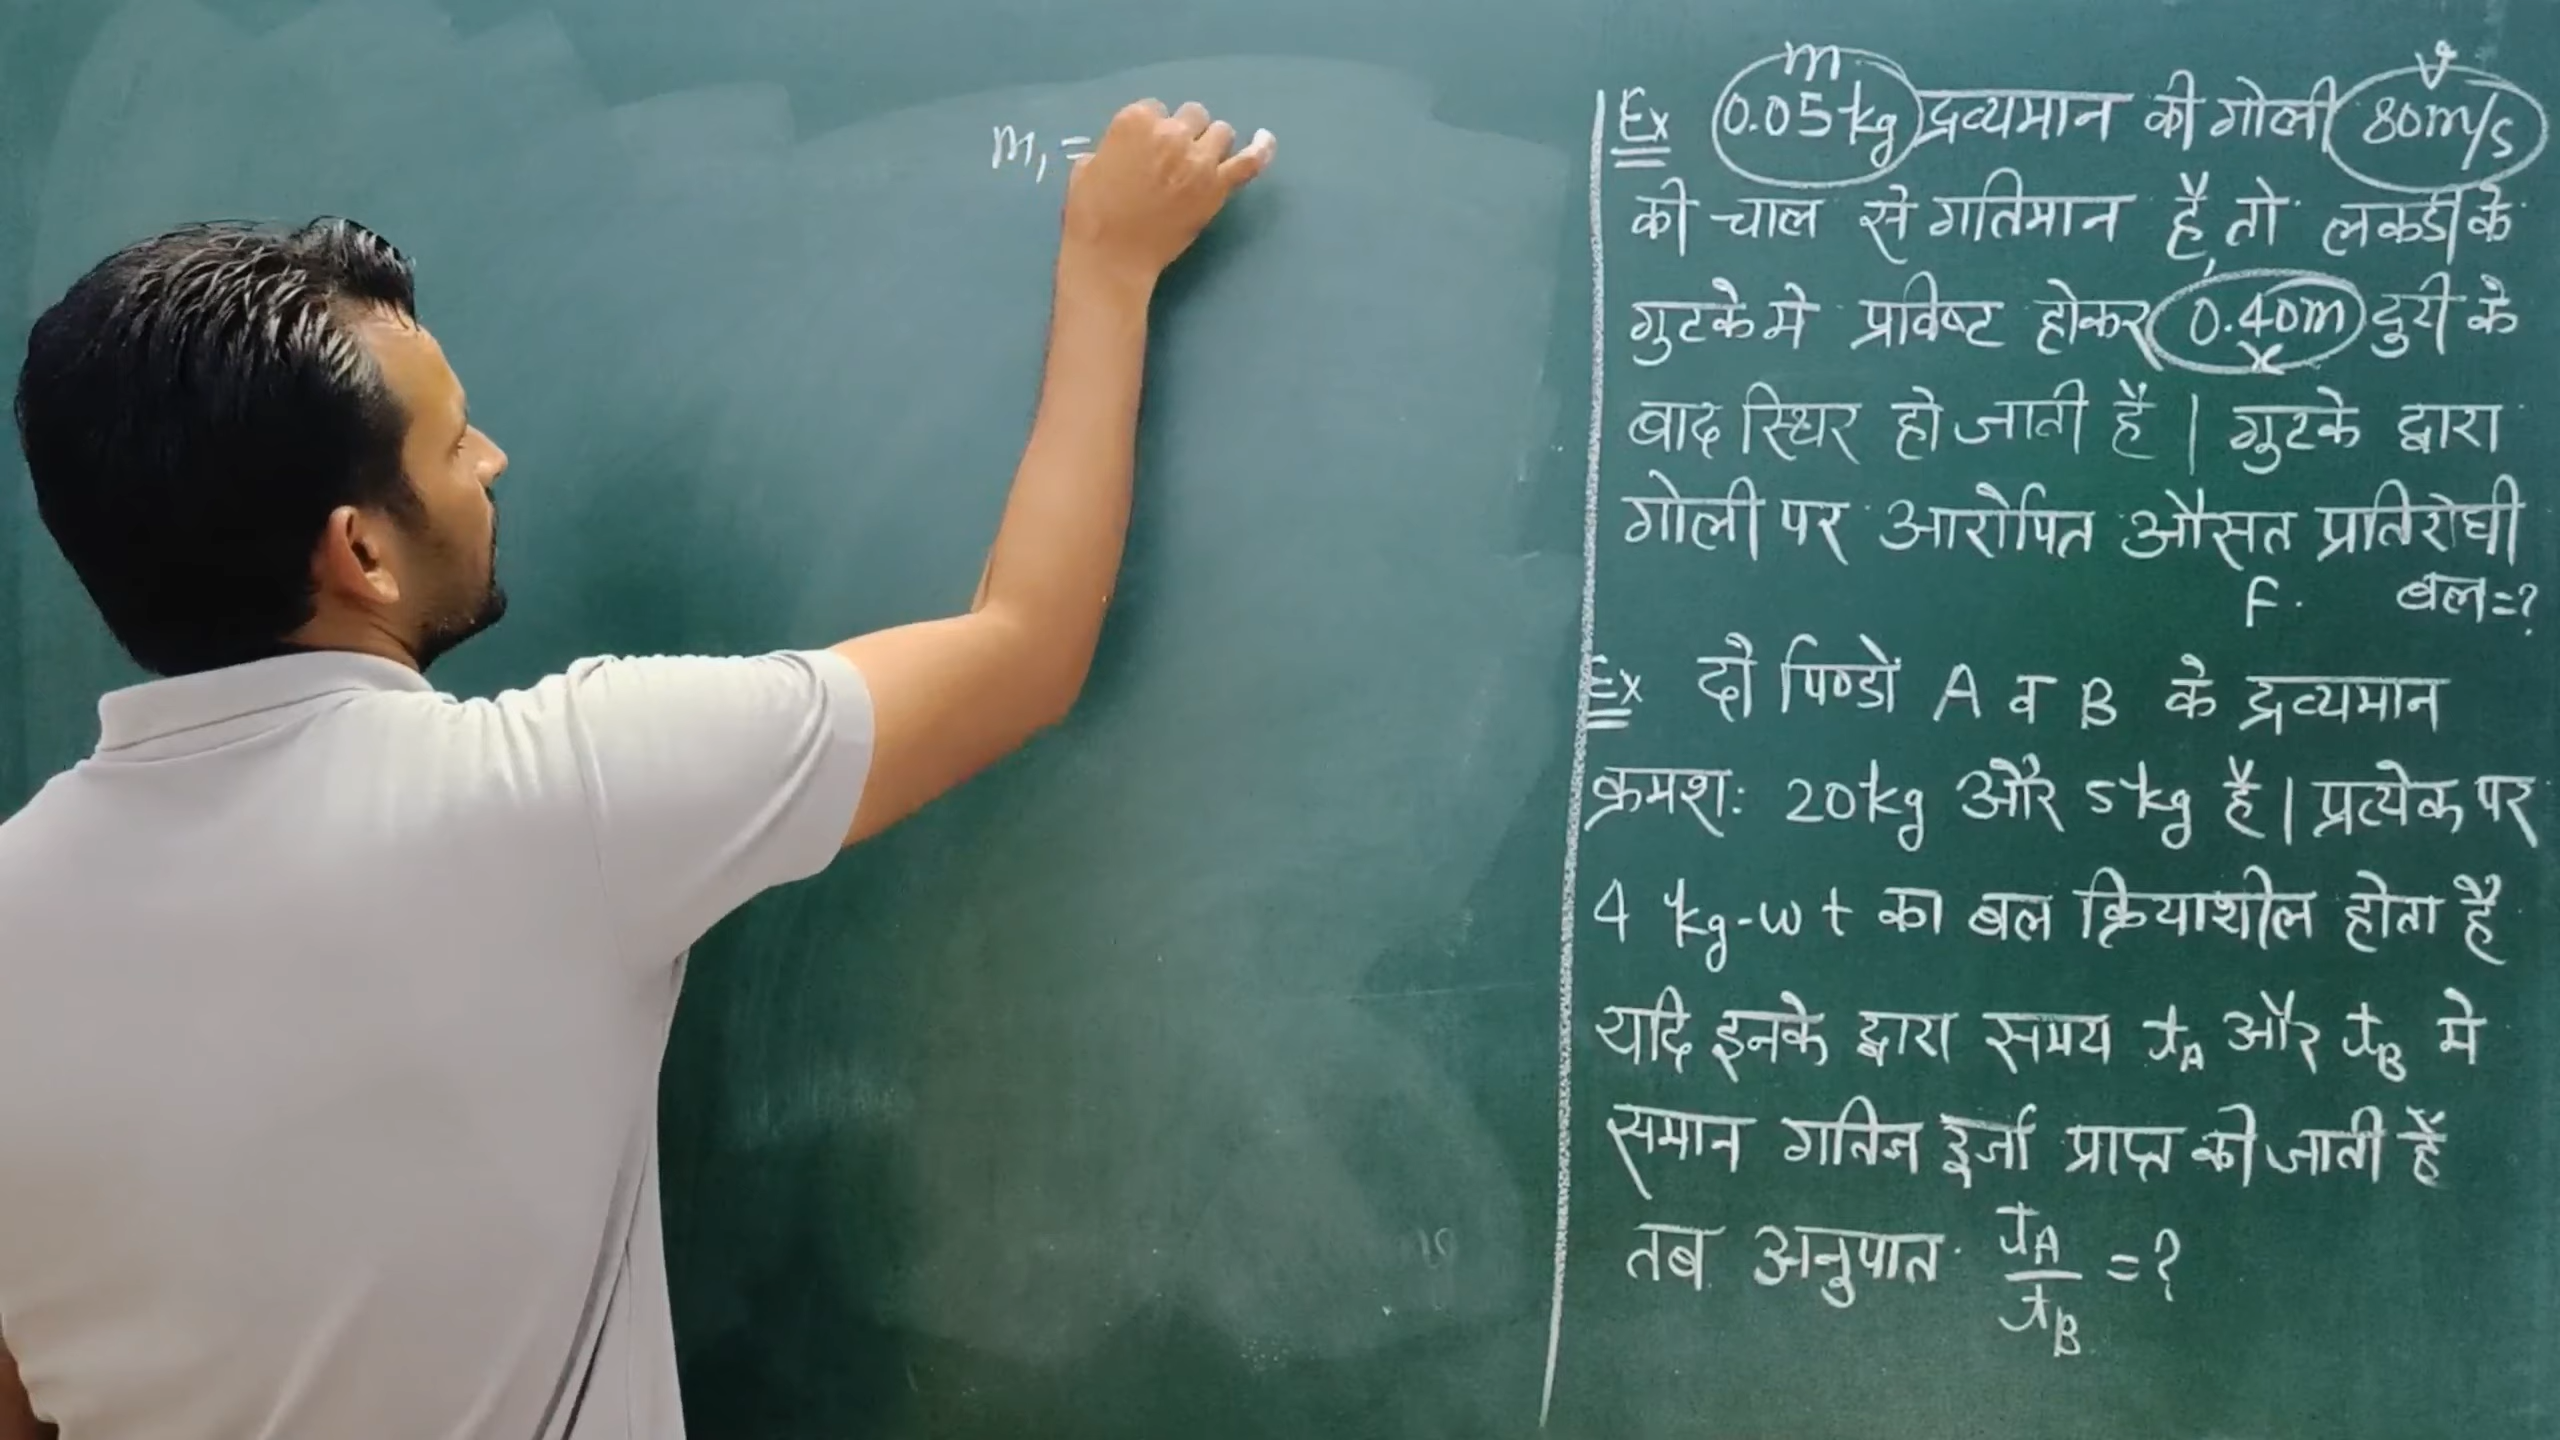 m₁ =
m v
Ex 0.05 kg द्रव्यमान की गोली 80m/s
की चाल से गतिमान है, तो लकडी के
गुटके मे प्रविष्ट होकर 0.40m दुरी के
x
बाद स्थिर हो जाती है | गुटके द्वारा
गोली पर आरोपित औसत प्रतिरोधी
F. बल=?
Ex दो पिण्डों A व B के द्रव्यमान
क्रमशः 20kg और 5kg है | प्रत्येक पर
4 kg-wt का बल क्रियाशील होता है
यदि इनके द्वारा समय t_A और t_B मे
समान गतिज इर्जा प्राप्त की जाती है
तब अनुपात t_A/t_B = ?